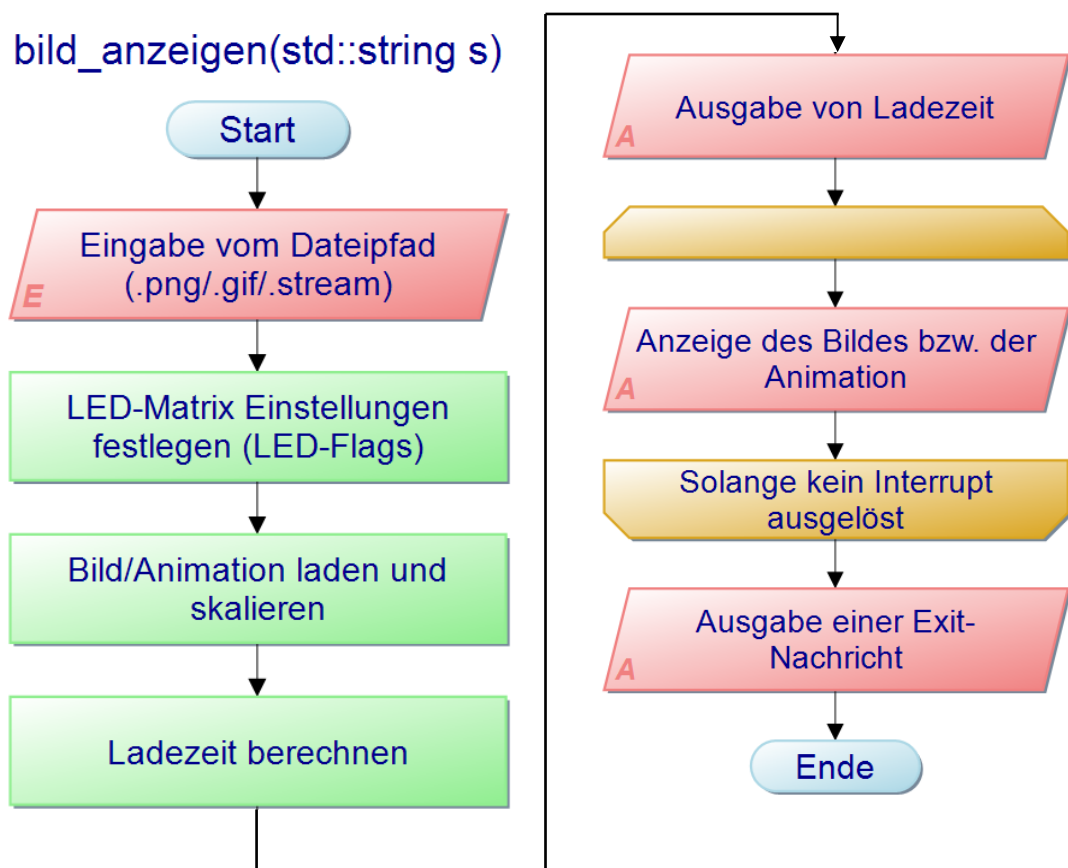 bild_anzeigen(std::string s)
Start
Eingabe vom Dateipfad
(.png/.gif/.stream)
E
LED-Matrix Einstellungen
festlegen (LED-Flags)
Bild/Animation laden und
skalieren
Ladezeit berechnen
Ausgabe von Ladezeit
A
Anzeige des Bildes bzw. der
Animation
A
Solange kein Interrupt
ausgelöst
Ausgabe einer Exit-
Nachricht
A
Ende